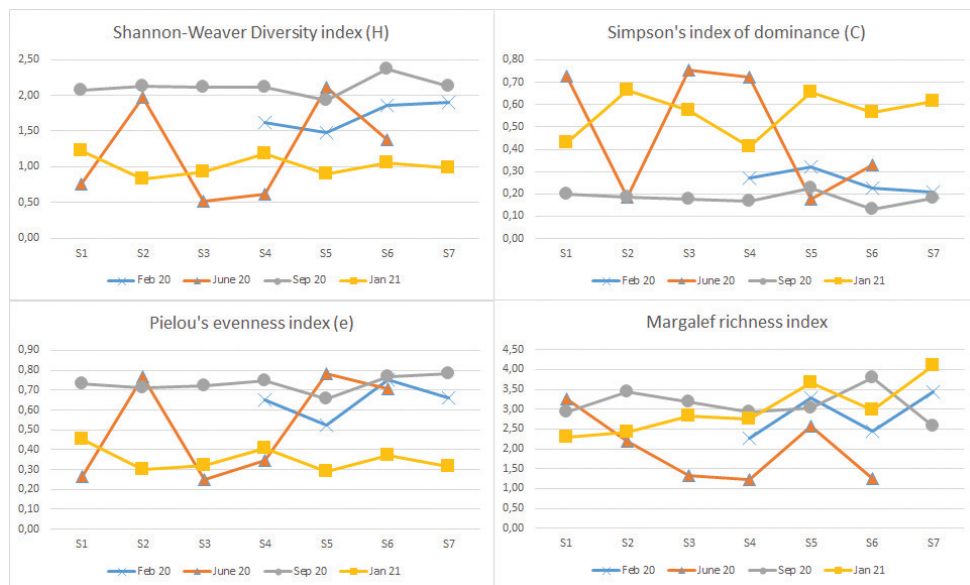 Shannon-Weaver Diversity index (H)
2,50
2,00
1,50
1,00
0,50
0,00
S1 S2 S3 S4 S5 S6 S7
Feb 20 June 20 Sep 20 Jan 21
Simpson's index of dominance (C)
0,80
0,70
0,60
0,50
0,40
0,30
0,20
0,10
0,00
S1 S2 S3 S4 S5 S6 S7
Feb 20 June 20 Sep 20 Jan 21
Pielou's evenness index (e)
0,90
0,80
0,70
0,60
0,50
0,40
0,30
0,20
0,10
0,00
S1 S2 S3 S4 S5 S6 S7
Feb 20 June 20 Sep 20 Jan 21
Margalef richness index
4,50
4,00
3,50
3,00
2,50
2,00
1,50
1,00
0,50
0,00
S1 S2 S3 S4 S5 S6 S7
Feb 20 June 20 Sep 20 Jan 21